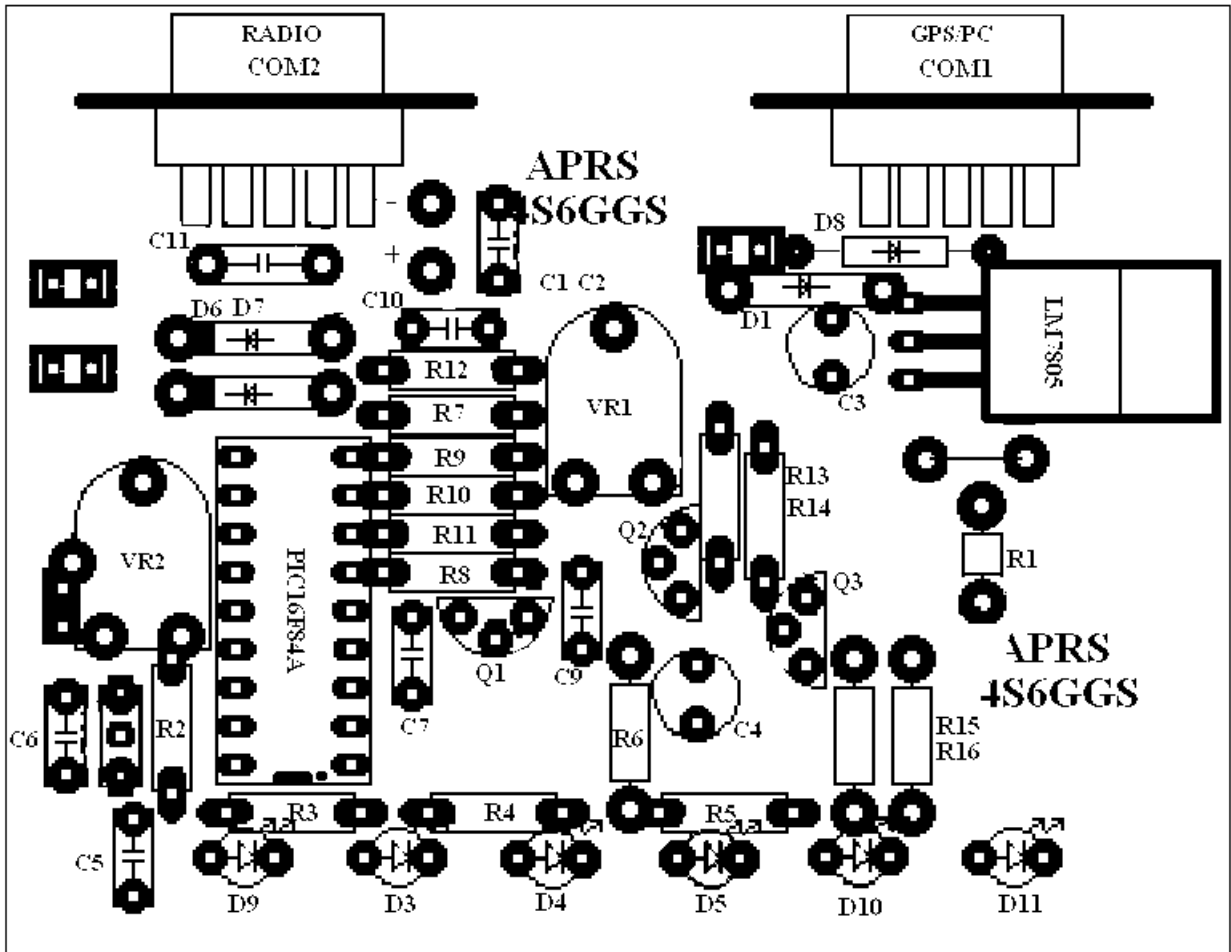 RADIO
COM2
GPS/PC
COM1
APRS
4S6GGS
-
+
C11
D8
C1 C2
D6 D7
C10
D1
LM7805
R12
C3
R7
VR1
R9
R13
R10
R14
R11
Q2
VR2
PIC16F84A
R8
R1
Q3
APRS
4S6GGS
Q1
C9
C7
R2
C6
R6
C4
R15
R16
R3
R4
R5
C5
D9
D3
D4
D5
D10
D11